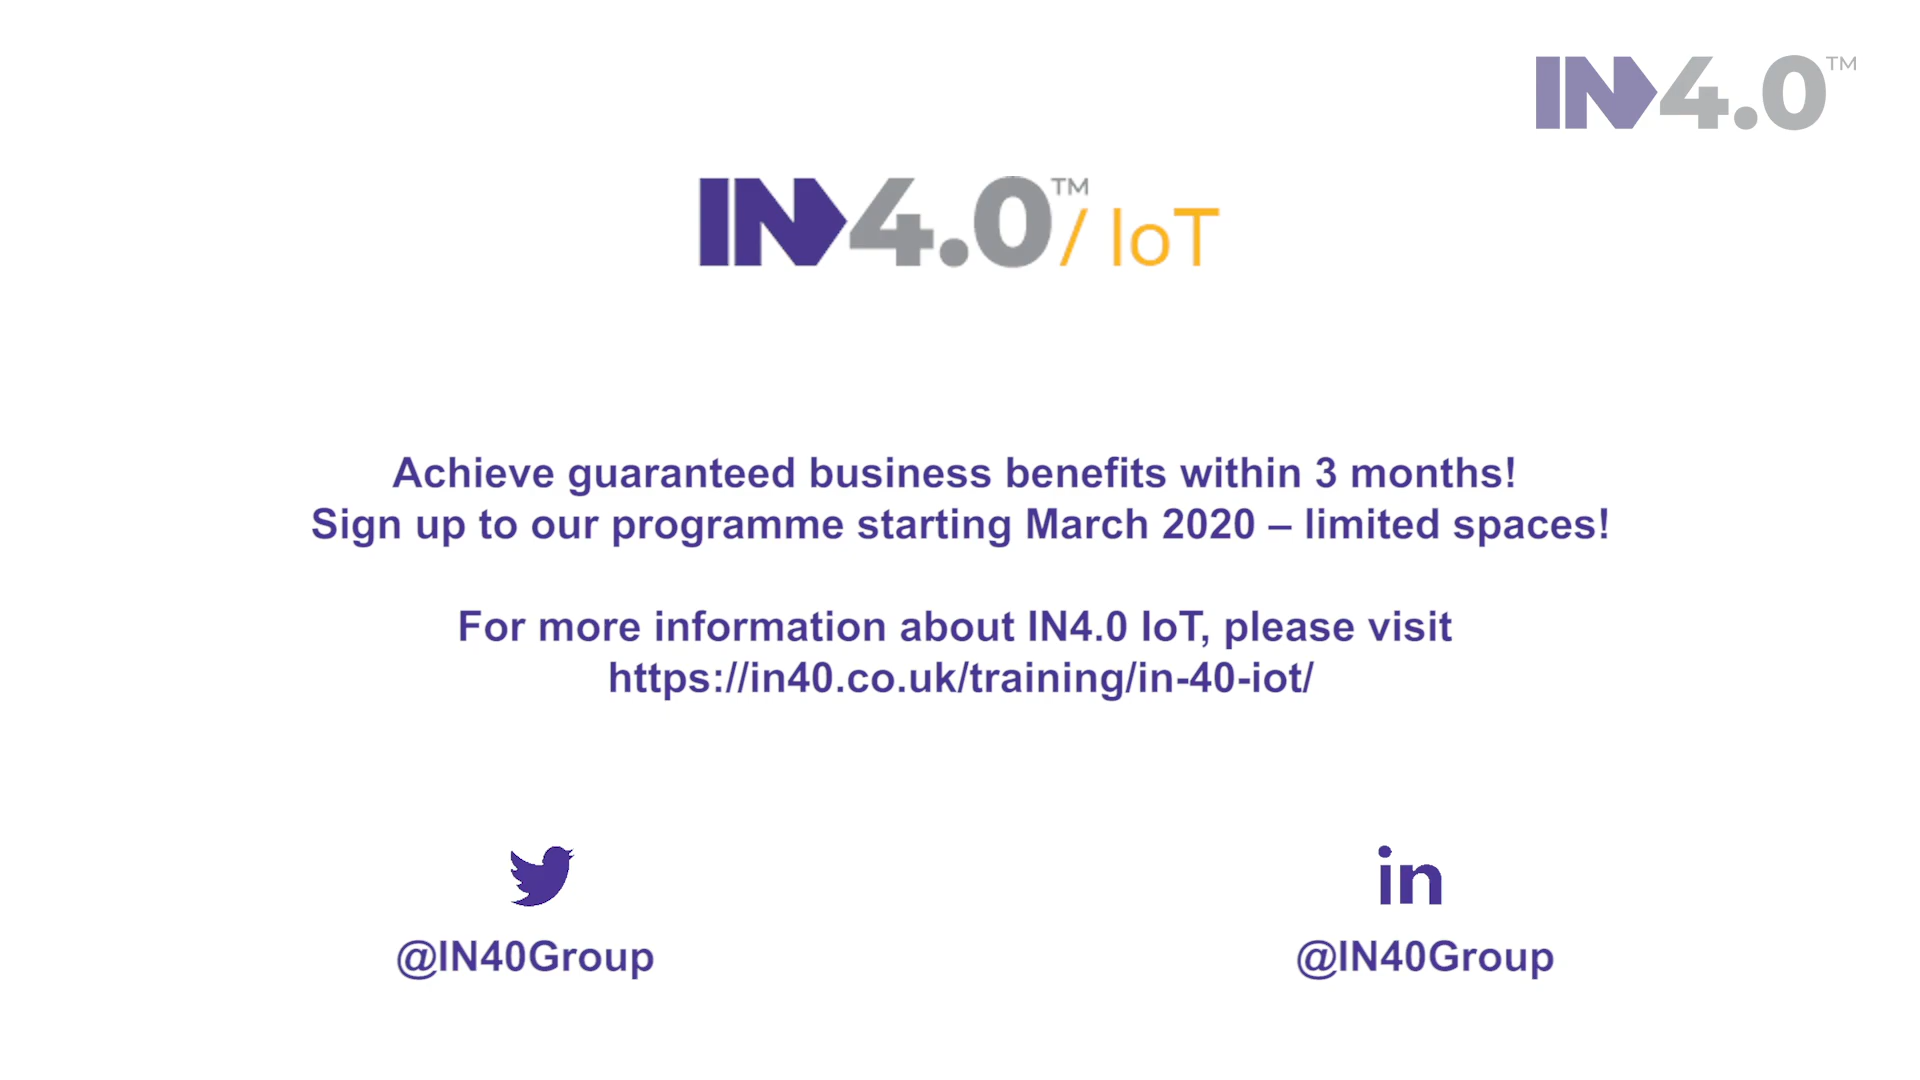 IN4.0™
IN4.0™/ IoT
Achieve guaranteed business benefits within 3 months!
Sign up to our programme starting March 2020 – limited spaces!
For more information about IN4.0 IoT, please visit
https://in40.co.uk/training/in-40-iot/
in
@IN40Group
@IN40Group